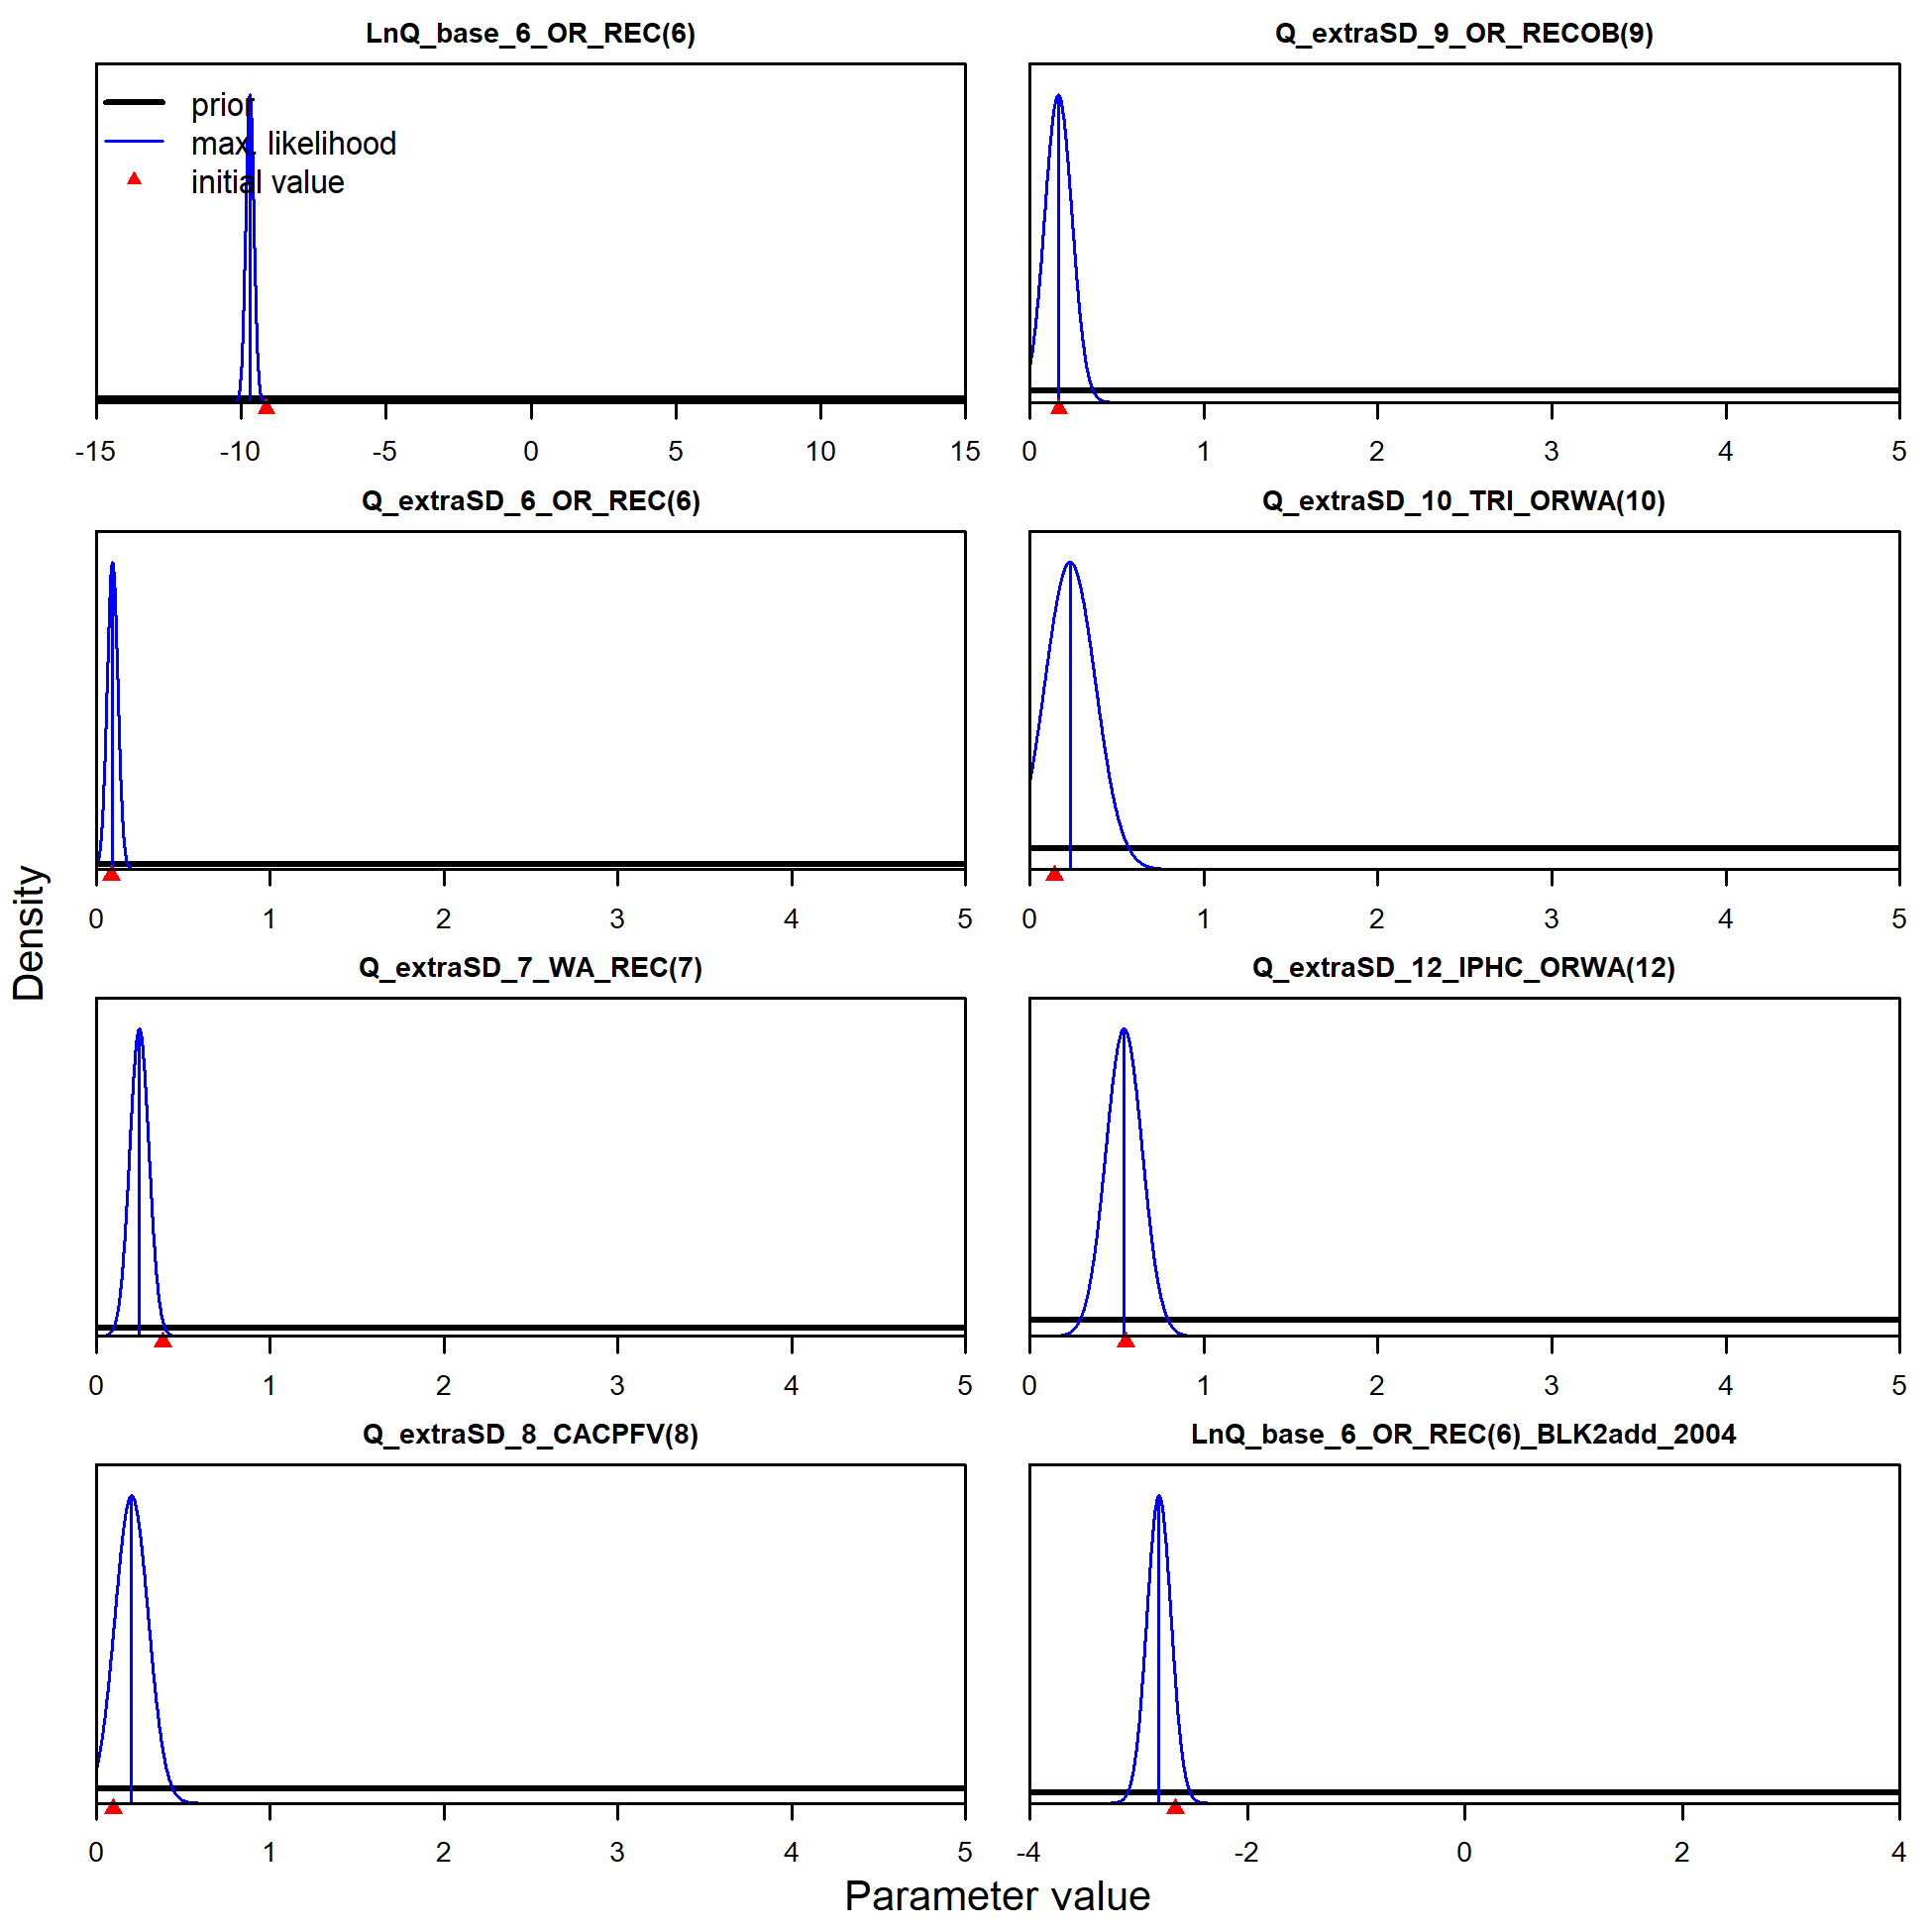 LnQ_base_6_OR_REC(6)
prior
max. likelihood
initial value
-15 -10 -5 0 5 10 15
Q_extraSD_9_OR_RECOB(9)
0 1 2 3 4 5
Q_extraSD_6_OR_REC(6)
0 1 2 3 4 5
Q_extraSD_10_TRI_ORWA(10)
0 1 2 3 4 5
Q_extraSD_7_WA_REC(7)
0 1 2 3 4 5
Q_extraSD_12_IPHC_ORWA(12)
0 1 2 3 4 5
Q_extraSD_8_CACPFV(8)
0 1 2 3 4 5
LnQ_base_6_OR_REC(6)_BLK2add_2004
-4 -2 0 2 4
Density
Parameter value